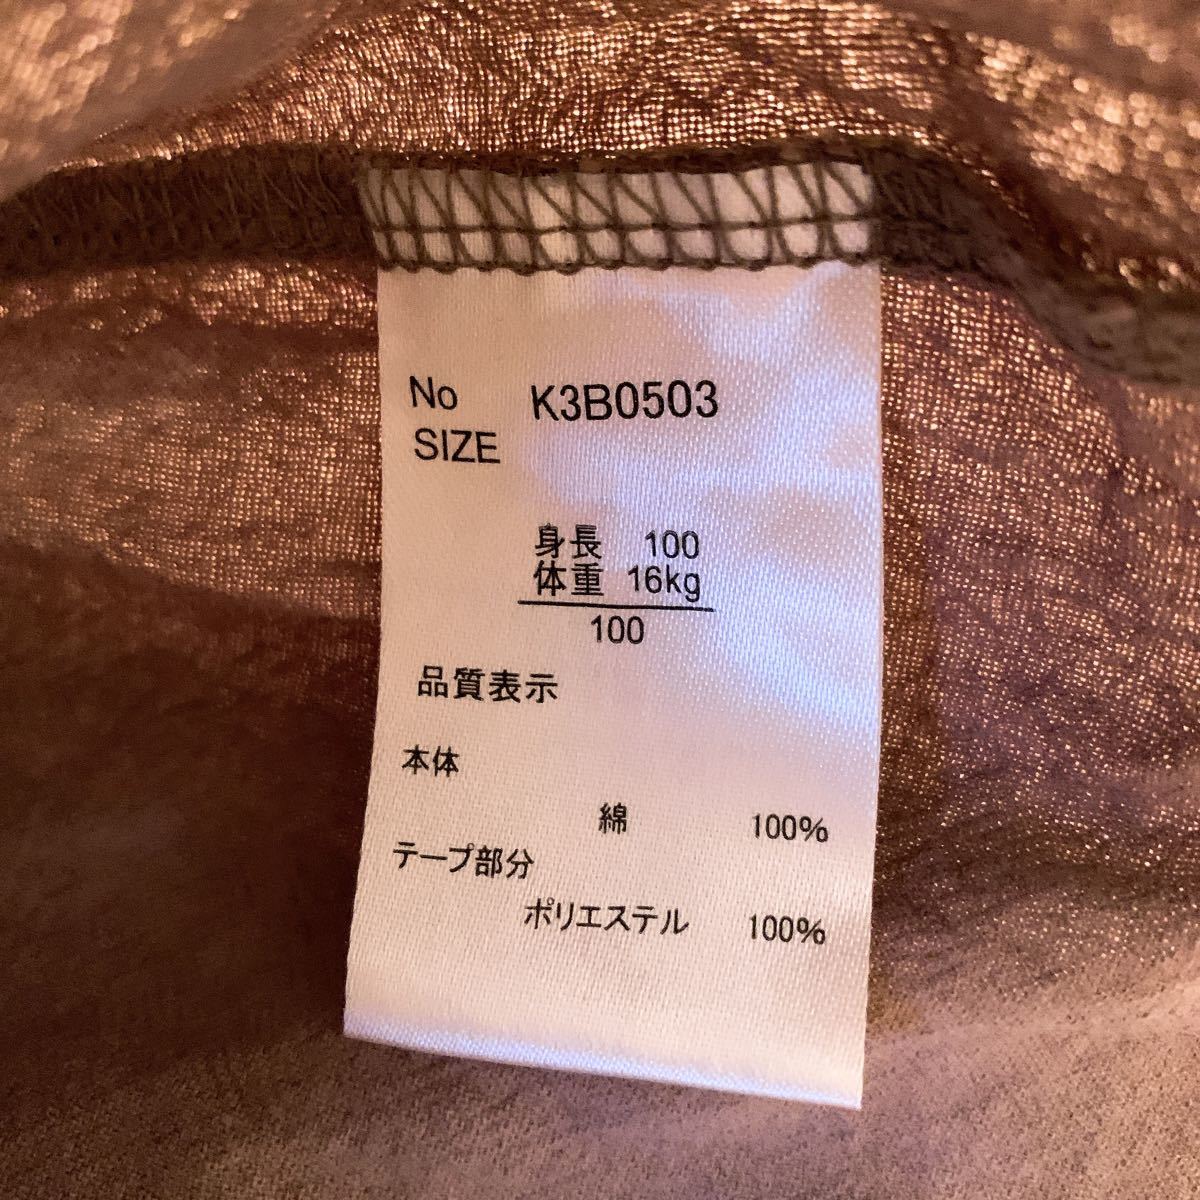 No K3B0503
SIZE
身長 100
体重 16kg
100
品質表示
本体
綿 100%
テープ部分
ポリエステル 100%